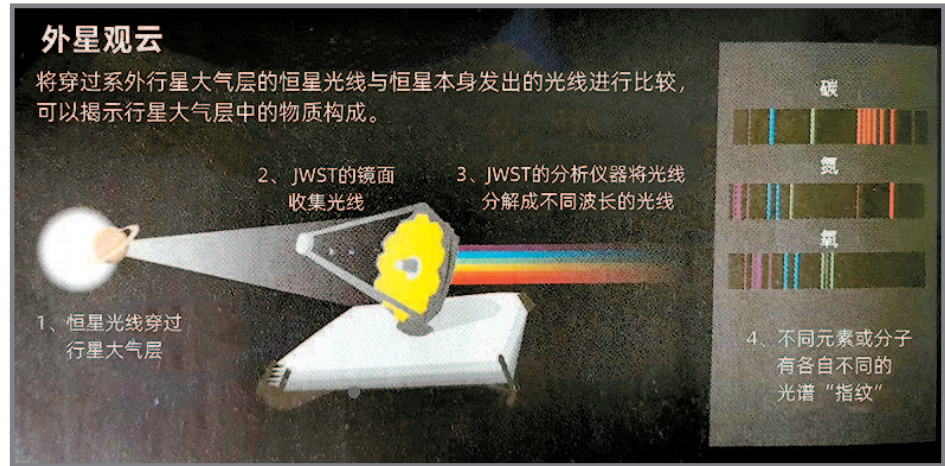 外星观云
将穿过系外行星大气层的恒星光线与恒星本身发出的光线进行比较，
可以揭示行星大气层中的物质构成。
2、JWST的镜面
收集光线
3、JWST的分析仪器将光线
分解成不同波长的光线
1、恒星光线穿过
行星大气层
碳
氮
氧
4、不同元素或分子
有各自不同的
光谱“指纹”